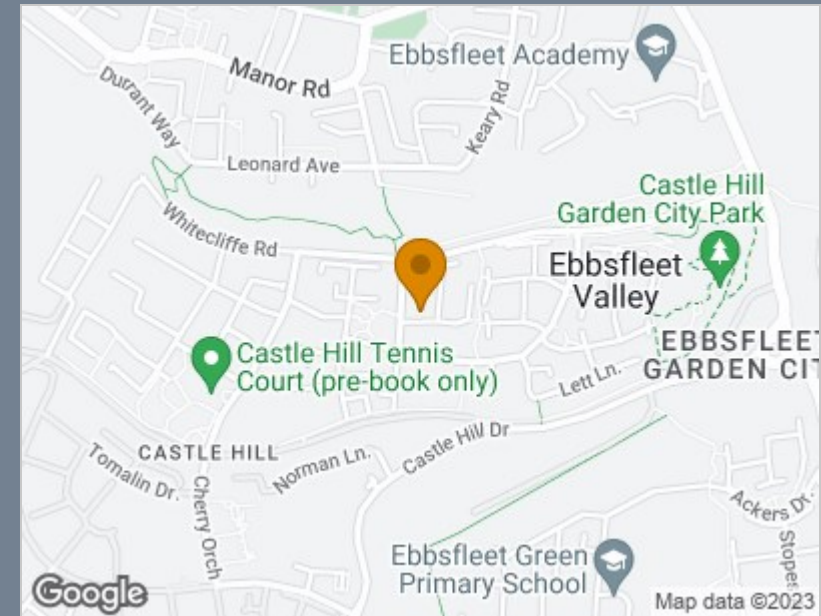 Ebbsfleet Academy
Manor Rd
Durrant Way
Keary Rd
Leonard Ave
Castle Hill
Garden City Park
Whitecliffe Rd
Ebbsfleet
Valley
EBBSFLEET
GARDEN CIT
Castle Hill Tennis
Court (pre-book only)
Lett Ln.
CASTLE HILL
Castle Hill Dr
Norman Ln.
Tomalin Dr.
Cherry Orch
Ackers Dr.
Stopes
Ebbsfleet Green
Primary School
Google
Map data ©2023